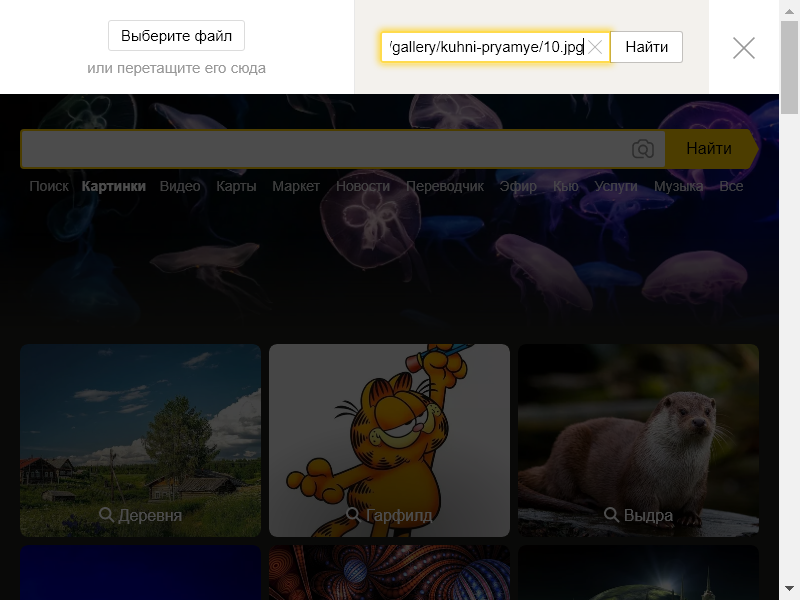 Выберите файл
или перетащите его сюда
/gallery/kuhni-pryamye/10.jpg
Найти
Найти
Поиск Картинки Видео Карты Маркет Новости Переводчик Эфир Кью Услуги Музыка Все
Деревня
Гарфилд
Выдра